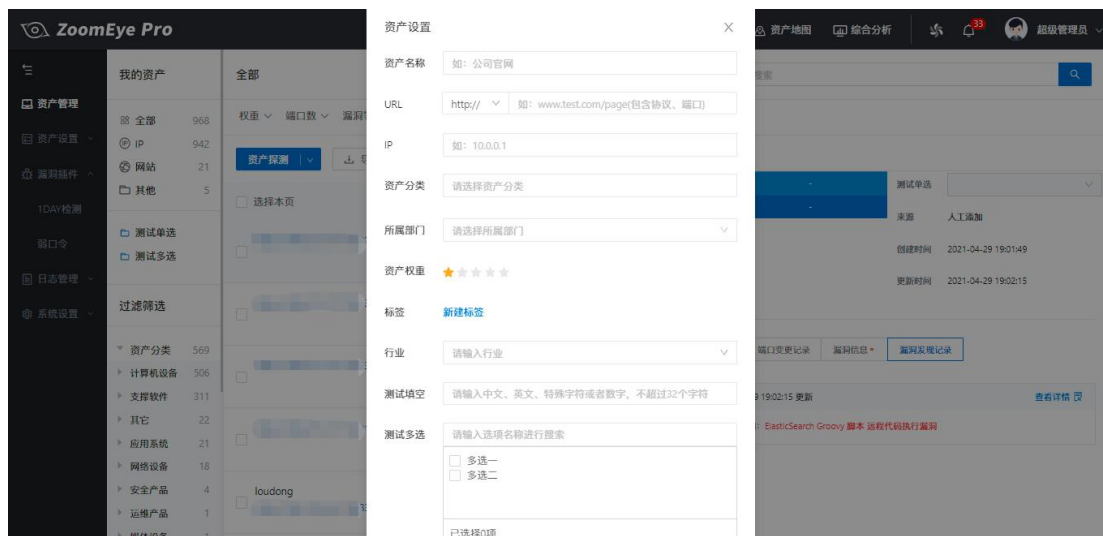 ZoomEye Pro
资产地图
综合分析
33
超级管理员
资产管理
资产设置
漏洞插件
1DAY检测
弱口令
日志管理
系统设置
我的资产
全部 968
IP 942
网站 21
其他 5
测试单选
测试多选
过滤筛选
资产分类 569
计算机设备 506
支撑软件 311
其它 22
应用系统 21
网络设备 18
安全产品 4
运维产品 1
全部
权重 端口数
资产探测
选择本页
loudong
资产设置
资产名称 如：公司官网
URL http:// 如：www.test.com/page(包含协议、端口)
IP 如：10.0.0.1
资产分类 请选择资产分类
所属部门 请选择所属部门
资产权重
标签 新建标签
行业 请输入行业
测试填空 请输入中文、英文、特殊字符或者数字，不超过32个字符
测试多选 请输入选项名称进行搜索
多选一
多选二
已选择0项
搜索
-
-
测试单选
来源 人工添加
创建时间 2021-04-29 19:01:49
更新时间 2021-04-29 19:02:15
端口变更记录 漏洞信息 漏洞发现记录
19:02:15 更新 查看详情
ElasticSearch Groovy 脚本 远程代码执行漏洞